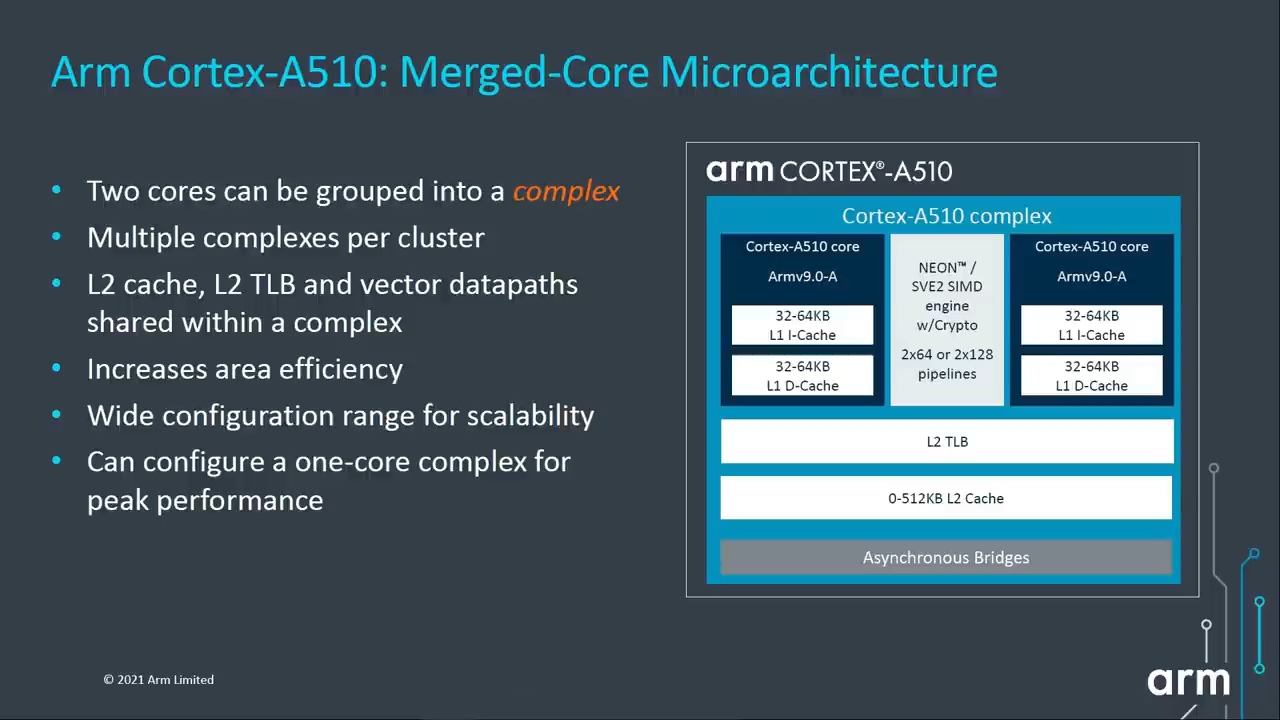 Arm Cortex-A510: Merged-Core Microarchitecture
• Two cores can be grouped into a complex
• Multiple complexes per cluster
• L2 cache, L2 TLB and vector datapaths
shared within a complex
• Increases area efficiency
• Wide configuration range for scalability
• Can configure a one-core complex for
peak performance
arm CORTEX®-A510
Cortex-A510 complex
Cortex-A510 core
Armv9.0-A
32-64KB
L1 I-Cache
32-64KB
L1 D-Cache
NEON™ /
SVE2 SIMD
engine
w/Crypto
2x64 or 2x128
pipelines
Cortex-A510 core
Armv9.0-A
32-64KB
L1 I-Cache
32-64KB
L1 D-Cache
L2 TLB
0-512KB L2 Cache
Asynchronous Bridges
© 2021 Arm Limited
arm